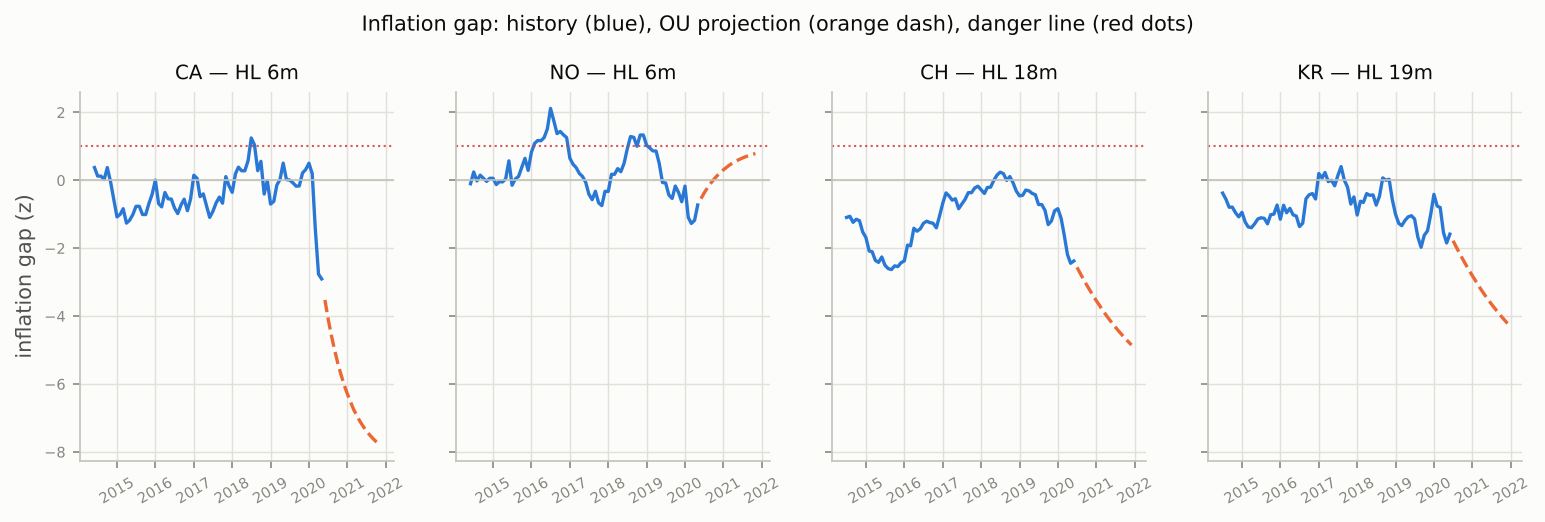 Inflation gap: history (blue), OU projection (orange dash), danger line (red dots)
CA — HL 6m
NO — HL 6m
CH — HL 18m
KR — HL 19m
inflation gap (z)
2
0
−2
−4
−6
−8
2015 2016 2017 2018 2019 2020 2021 2022
2015 2016 2017 2018 2019 2020 2021 2022
2015 2016 2017 2018 2019 2020 2021 2022
2015 2016 2017 2018 2019 2020 2021 2022